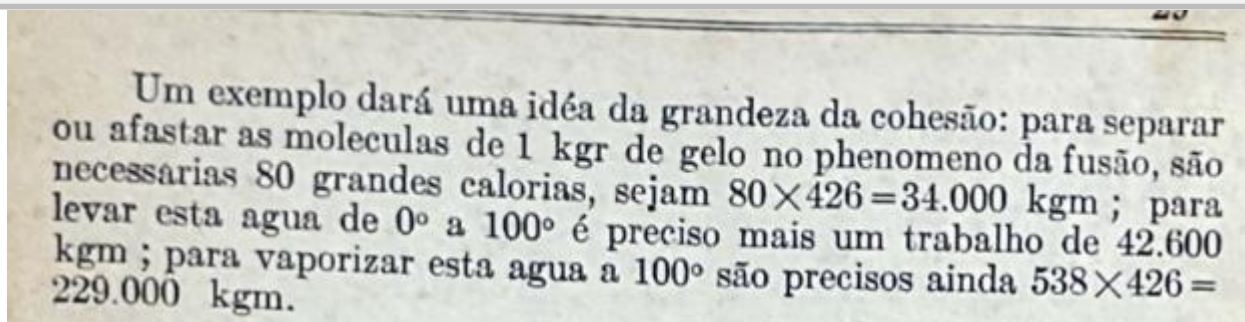 Um exemplo dará uma idéa da grandeza da cohesão: para separar
ou afastar as moleculas de 1 kgr de gelo no phenomeno da fusão, são
necessarias 80 grandes calorias, sejam 80×426=34.000 kgm ; para
levar esta agua de 0º a 100º é preciso mais um trabalho de 42.600
kgm ; para vaporizar esta agua a 100º são precisos ainda 538×426=
229.000 kgm.